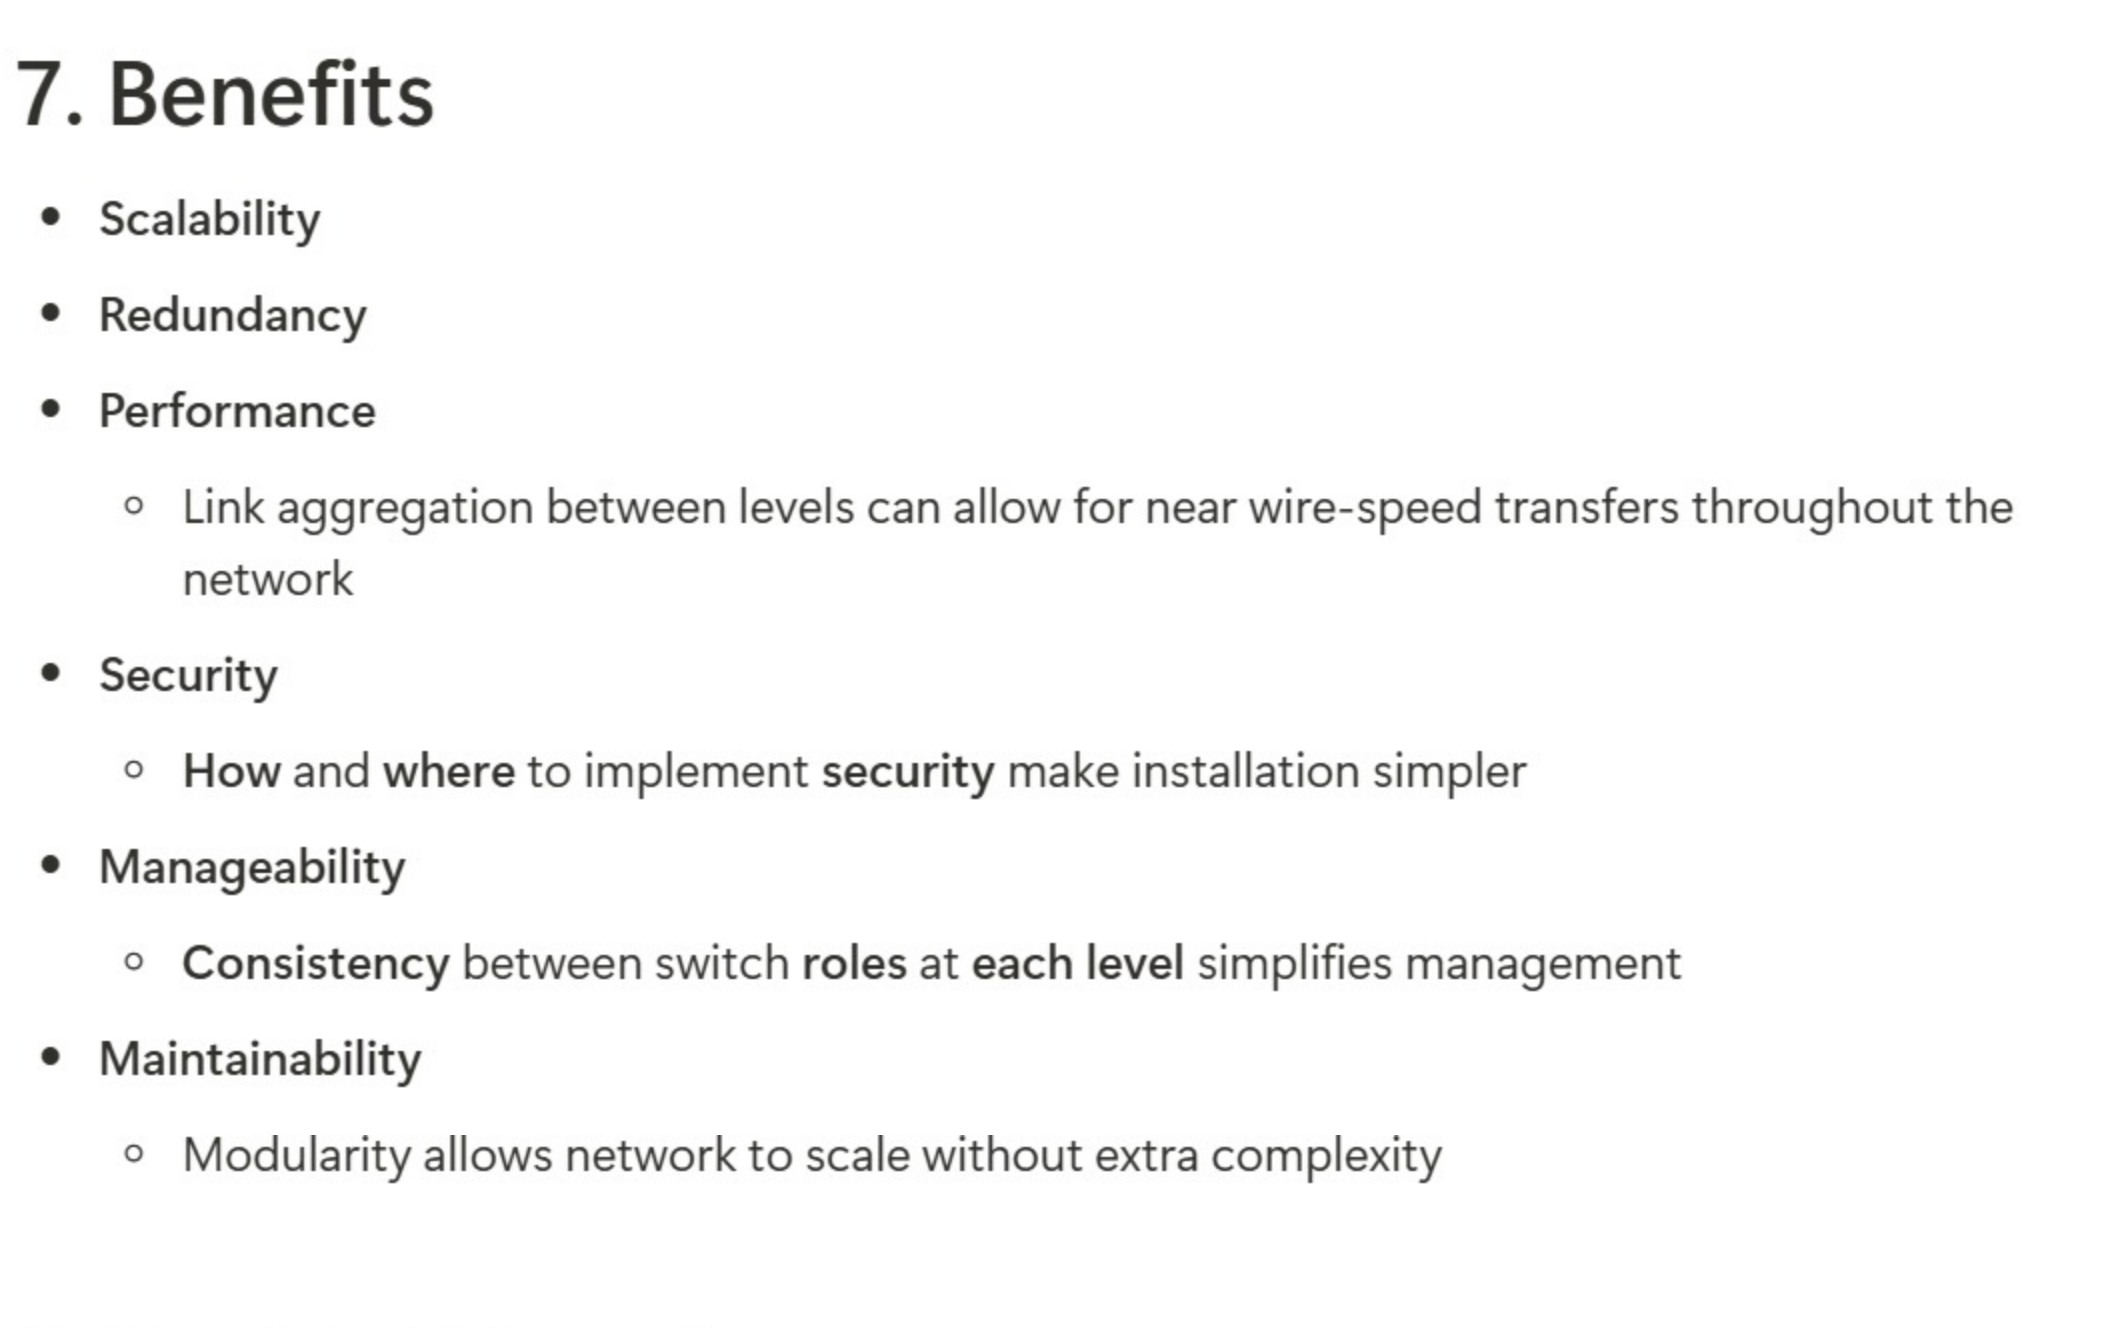 7. Benefits
• Scalability
• Redundancy
• Performance
◦ Link aggregation between levels can allow for near wire-speed transfers throughout the
network
• Security
◦ How and where to implement security make installation simpler
• Manageability
◦ Consistency between switch roles at each level simplifies management
• Maintainability
◦ Modularity allows network to scale without extra complexity